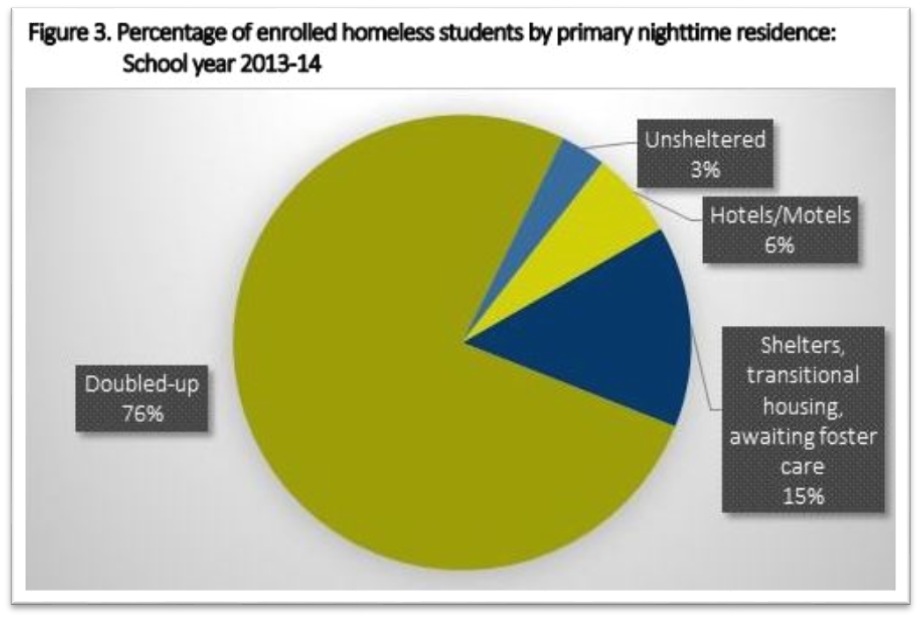 Figure 3. Percentage of enrolled homeless students by primary nighttime residence:
School year 2013-14
Unsheltered
3%
Hotels/Motels
6%
Shelters,
transitional
housing,
awaiting foster
care
15%
Doubled-up
76%